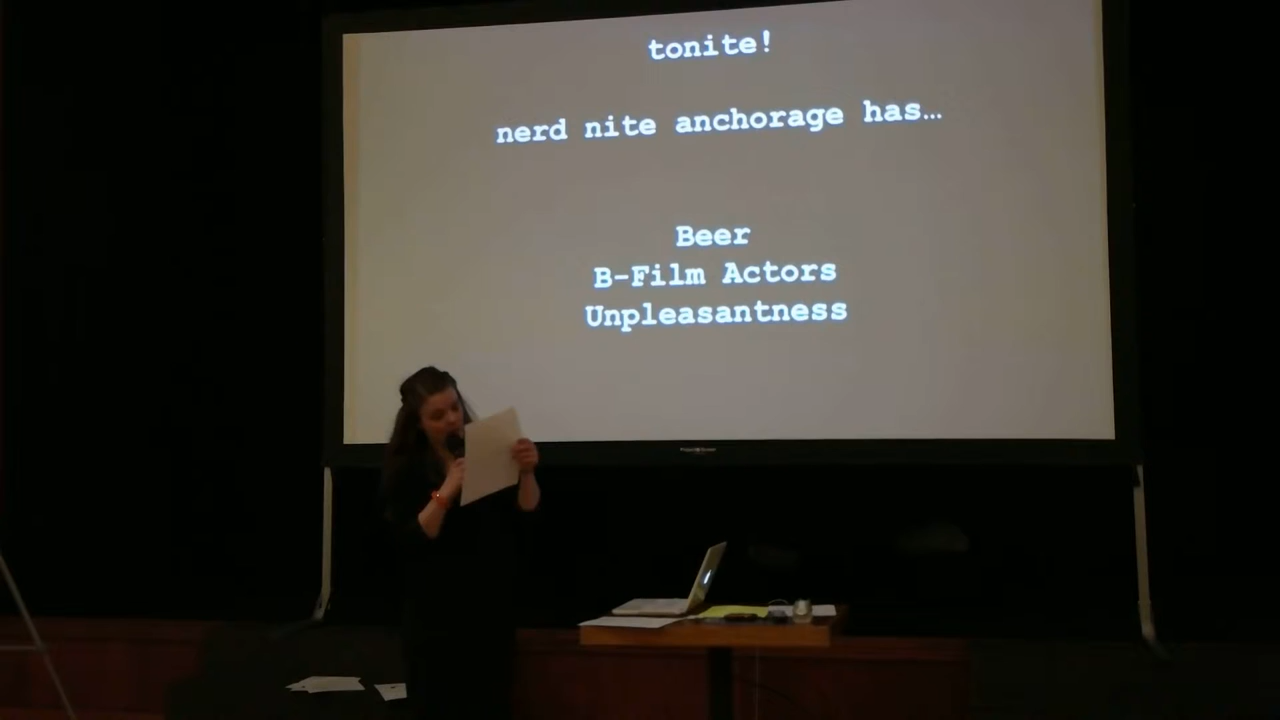 tonite!
nerd nite anchorage has…
Beer
B-Film Actors
Unpleasantness